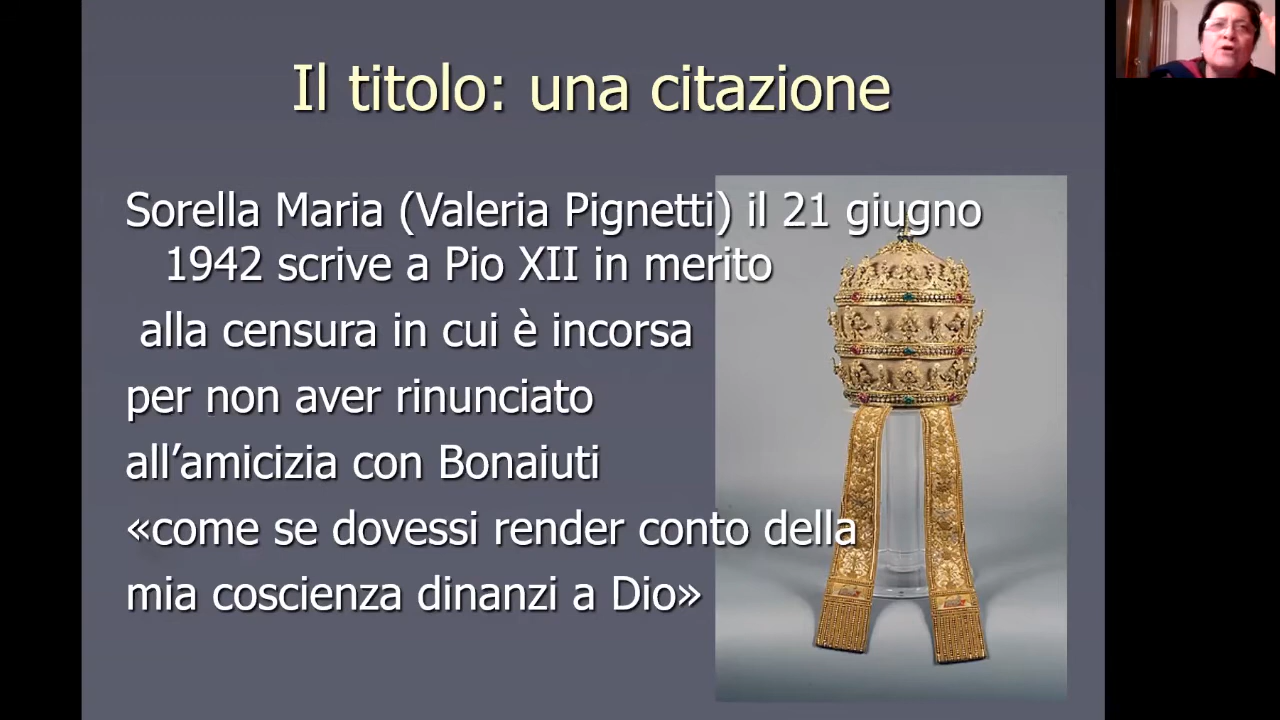 Il titolo: una citazione
Sorella Maria (Valeria Pignetti) il 21 giugno
1942 scrive a Pio XII in merito
alla censura in cui è incorsa
per non aver rinunciato
all’amicizia con Bonaiuti
«come se dovessi render conto della
mia coscienza dinanzi a Dio»